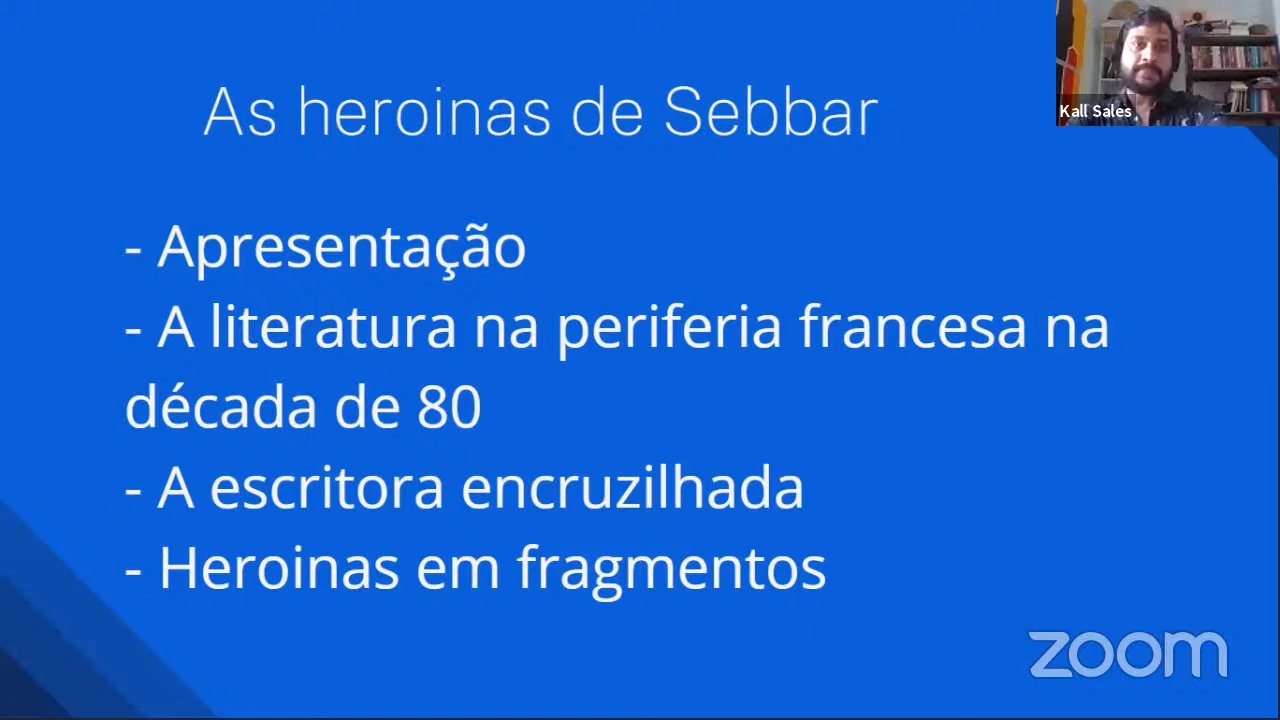 As heroinas de Sebbar
Kall Sales
- Apresentação
- A literatura na periferia francesa na
década de 80
- A escritora encruzilhada
- Heroinas em fragmentos
zoom